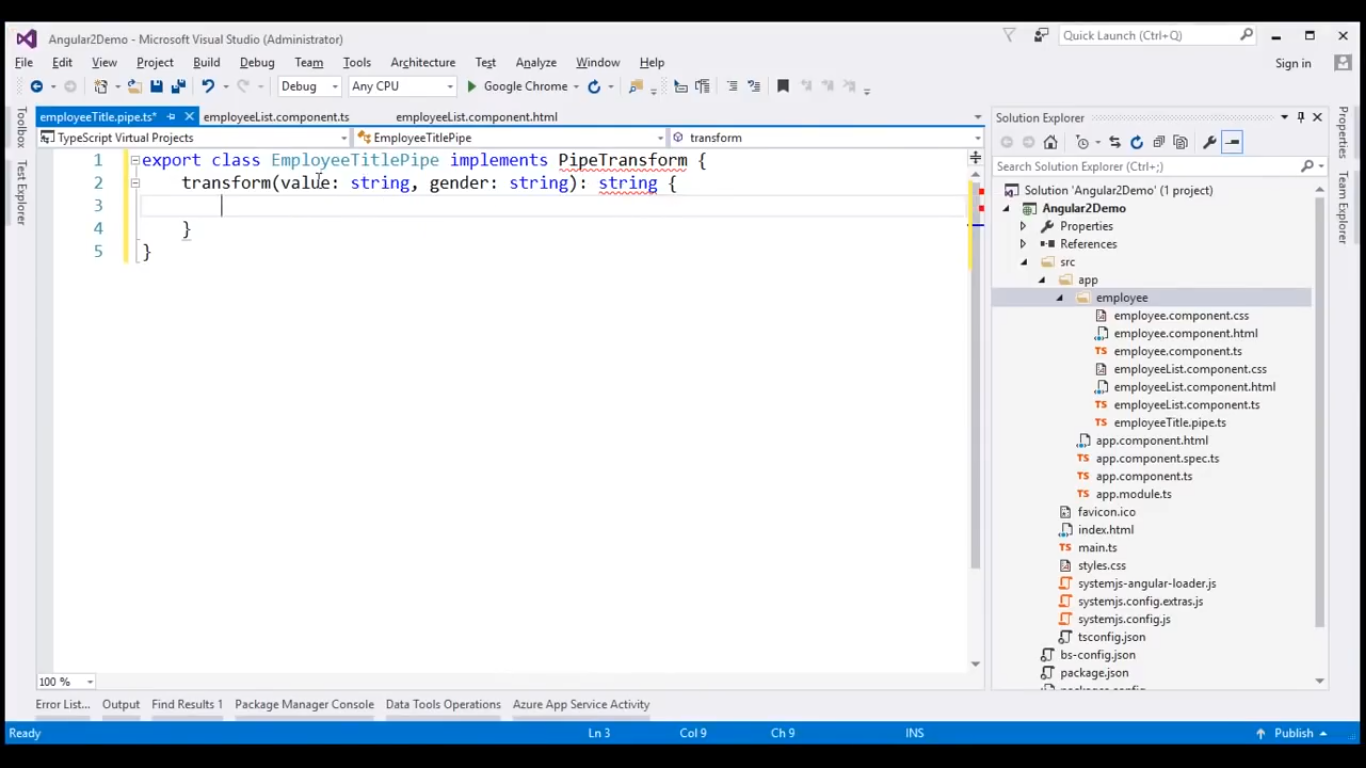 Angular2Demo - Microsoft Visual Studio (Administrator)
Quick Launch (Ctrl+Q)
File Edit View Project Build Debug Team Tools Architecture Test Analyze Window Help
Sign in
Debug Any CPU Google Chrome
employeeTitle.pipe.ts* employeeList.component.ts employeeList.component.html
TypeScript Virtual Projects EmployeeTitlePipe transform
Toolbox
Test Explorer
1 export class EmployeeTitlePipe implements PipeTransform {
2 transform(value: string, gender: string): string {
3
4 }
5 }
100 %
Solution Explorer
Search Solution Explorer (Ctrl+;)
Solution 'Angular2Demo' (1 project)
Angular2Demo
Properties
References
src
app
employee
employee.component.css
employee.component.html
employee.component.ts
employeeList.component.css
employeeList.component.html
employeeList.component.ts
employeeTitle.pipe.ts
app.component.html
app.component.spec.ts
app.component.ts
app.module.ts
favicon.ico
index.html
main.ts
styles.css
systemjs-angular-loader.js
systemjs.config.extras.js
systemjs.config.js
tsconfig.json
bs-config.json
package.json
Properties
Team Explorer
Error List... Output Find Results 1 Package Manager Console Data Tools Operations Azure App Service Activity
Ready Ln 3 Col 9 Ch 9 INS Publish